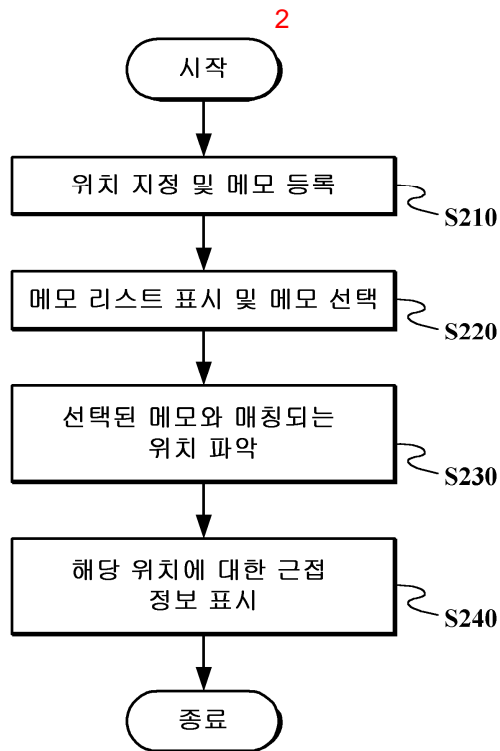 2
시작
위치 지정 및 메모 등록
S210
메모 리스트 표시 및 메모 선택
S220
선택된 메모와 매칭되는
위치 파악
S230
해당 위치에 대한 근접
정보 표시
S240
종료